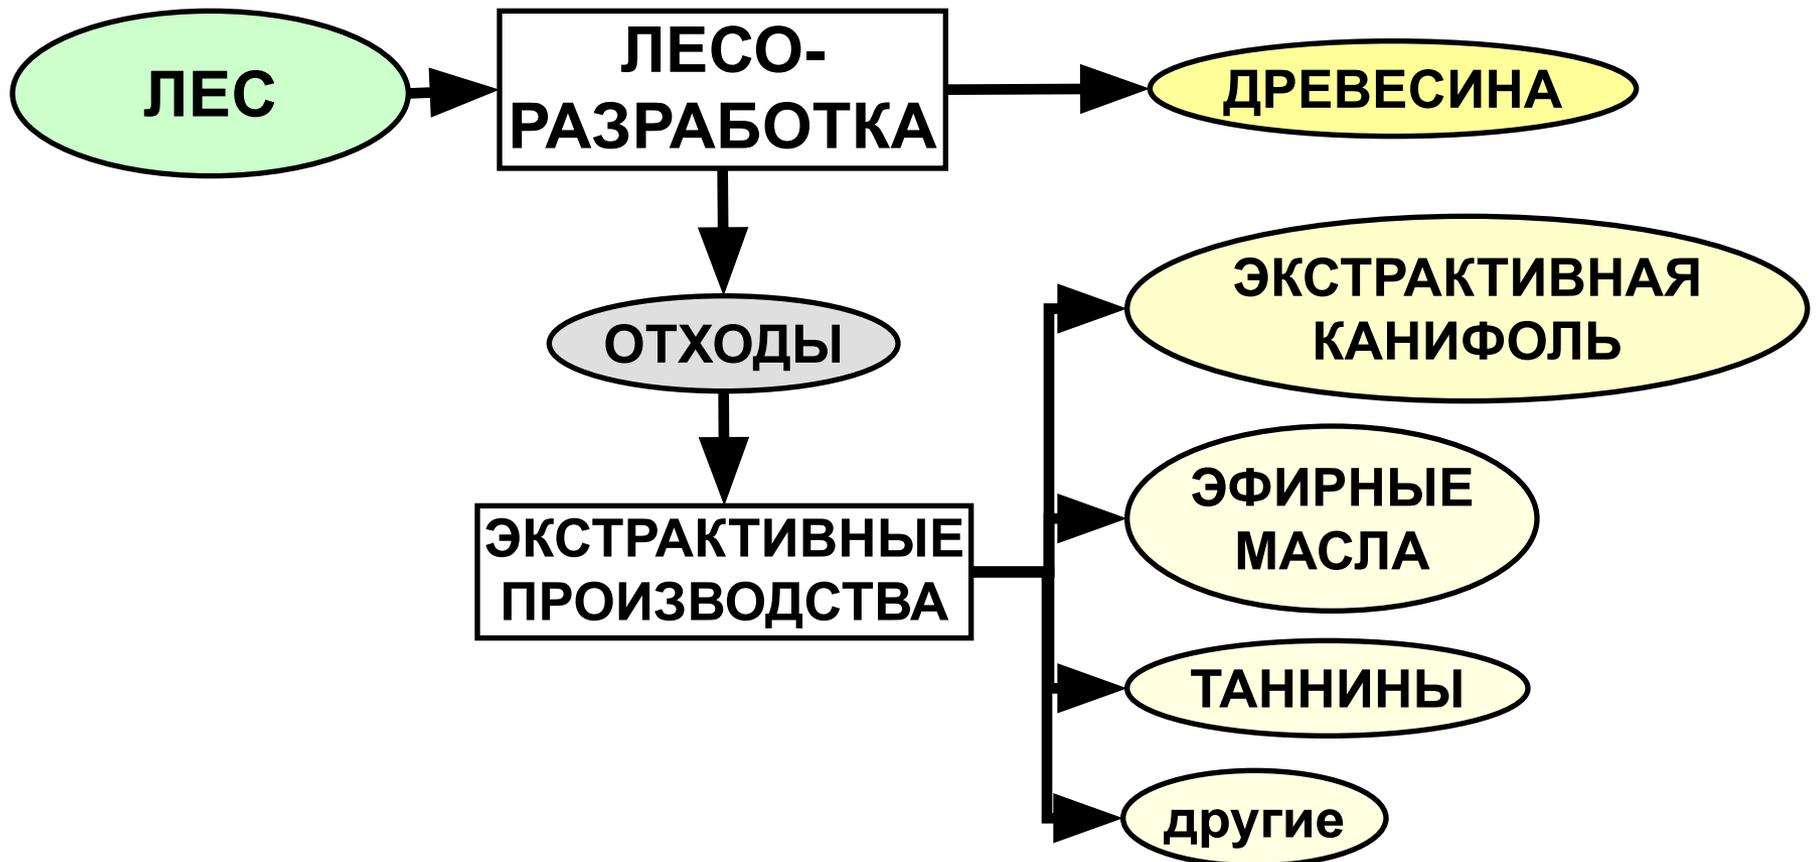 ЛЕС
ЛЕСО-
РАЗРАБОТКА
ДРЕВЕСИНА
ОТХОДЫ
ЭКСТРАКТИВНЫЕ
ПРОИЗВОДСТВА
ЭКСТРАКТИВНАЯ
КАНИФОЛЬ
ЭФИРНЫЕ
МАСЛА
ТАННИНЫ
другие